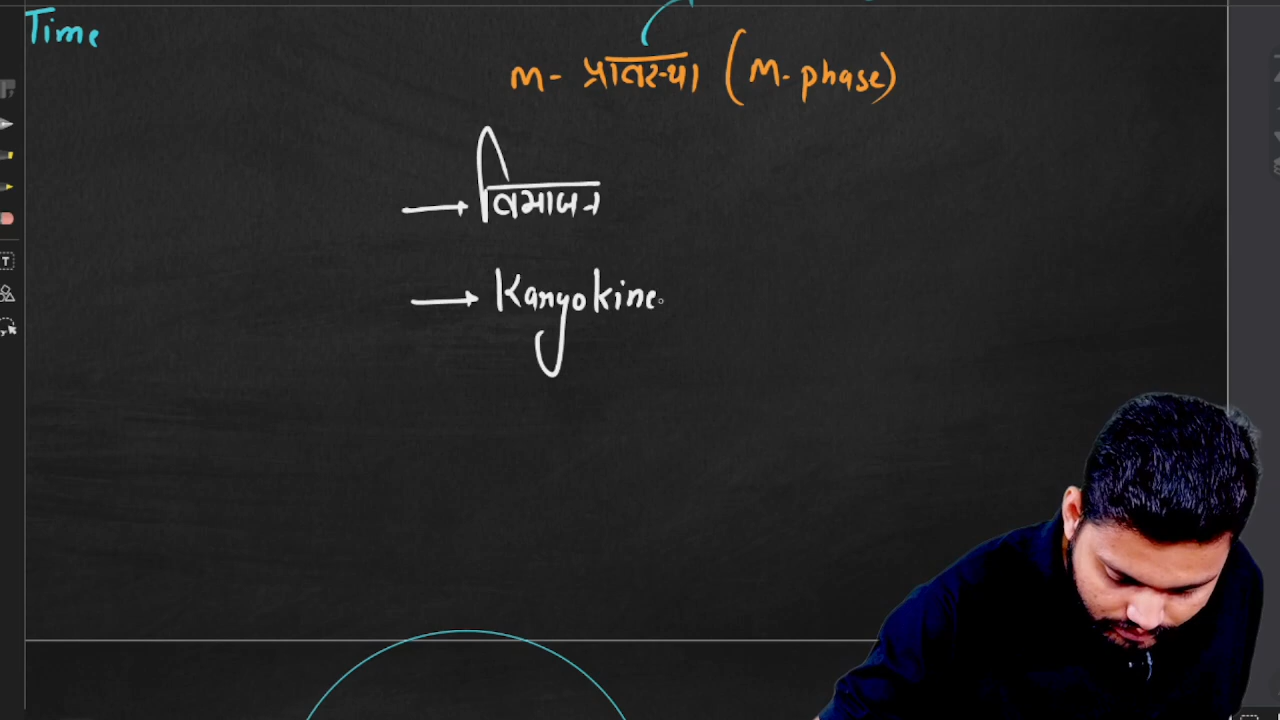 Time
M- प्रावस्था (M-phase)
→ विभाजन
→ Karyokine